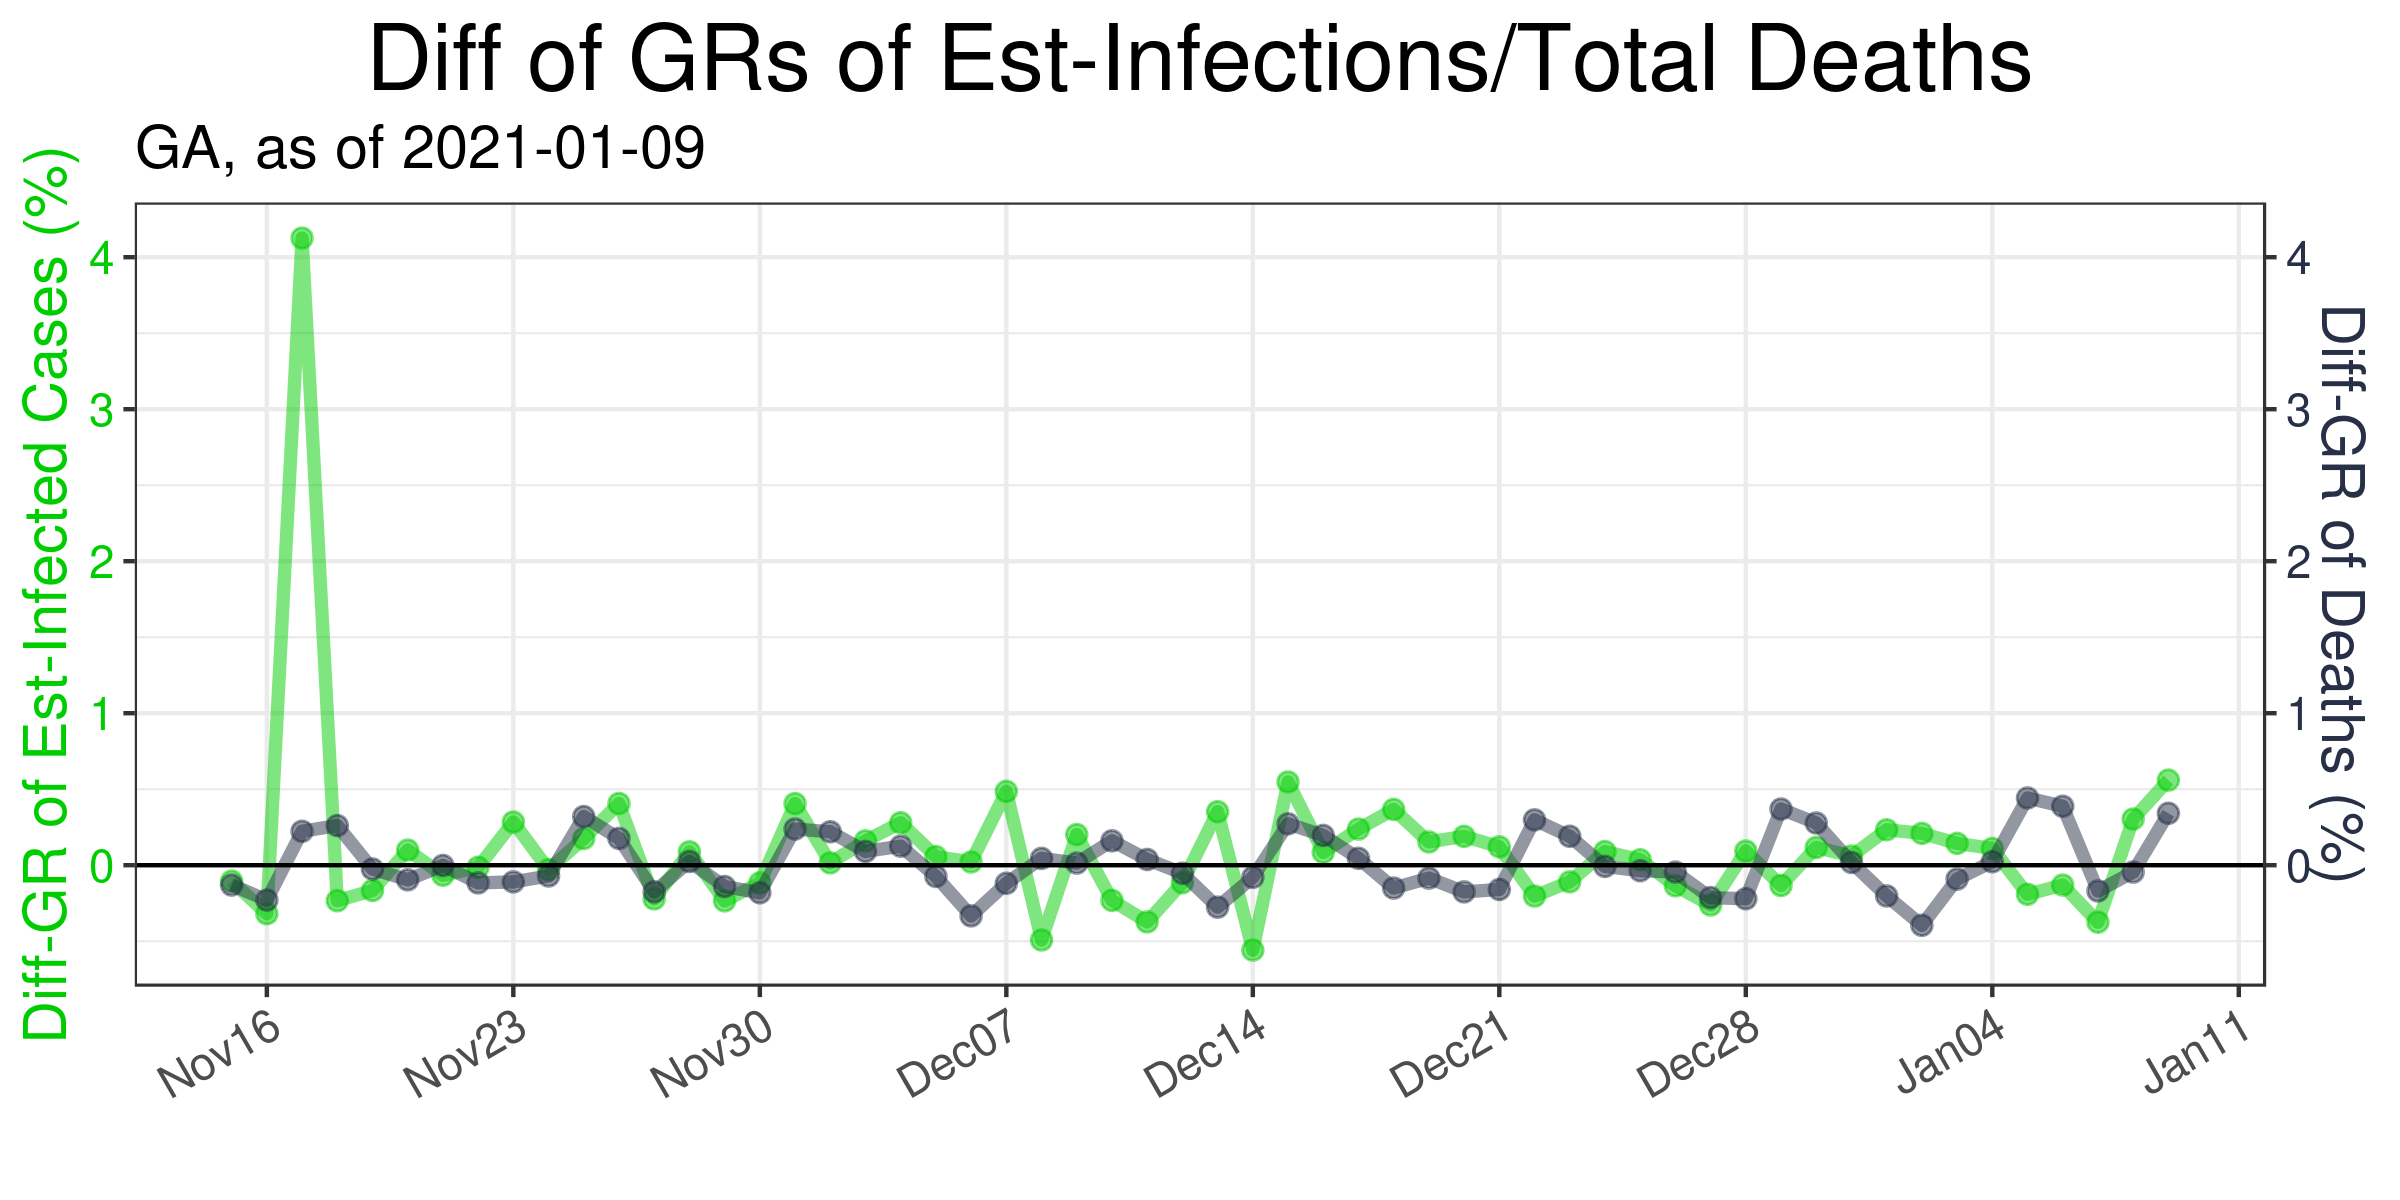 Diff of GRs of Est-Infections/Total Deaths
GA, as of 2021-01-09
Diff-GR of Est-Infected Cases (%)
4
3
2
1
0
4
3
2
1
0
Diff-GR of Deaths (%)
Nov16
Nov23
Nov30
Dec07
Dec14
Dec21
Dec28
Jan04
Jan11